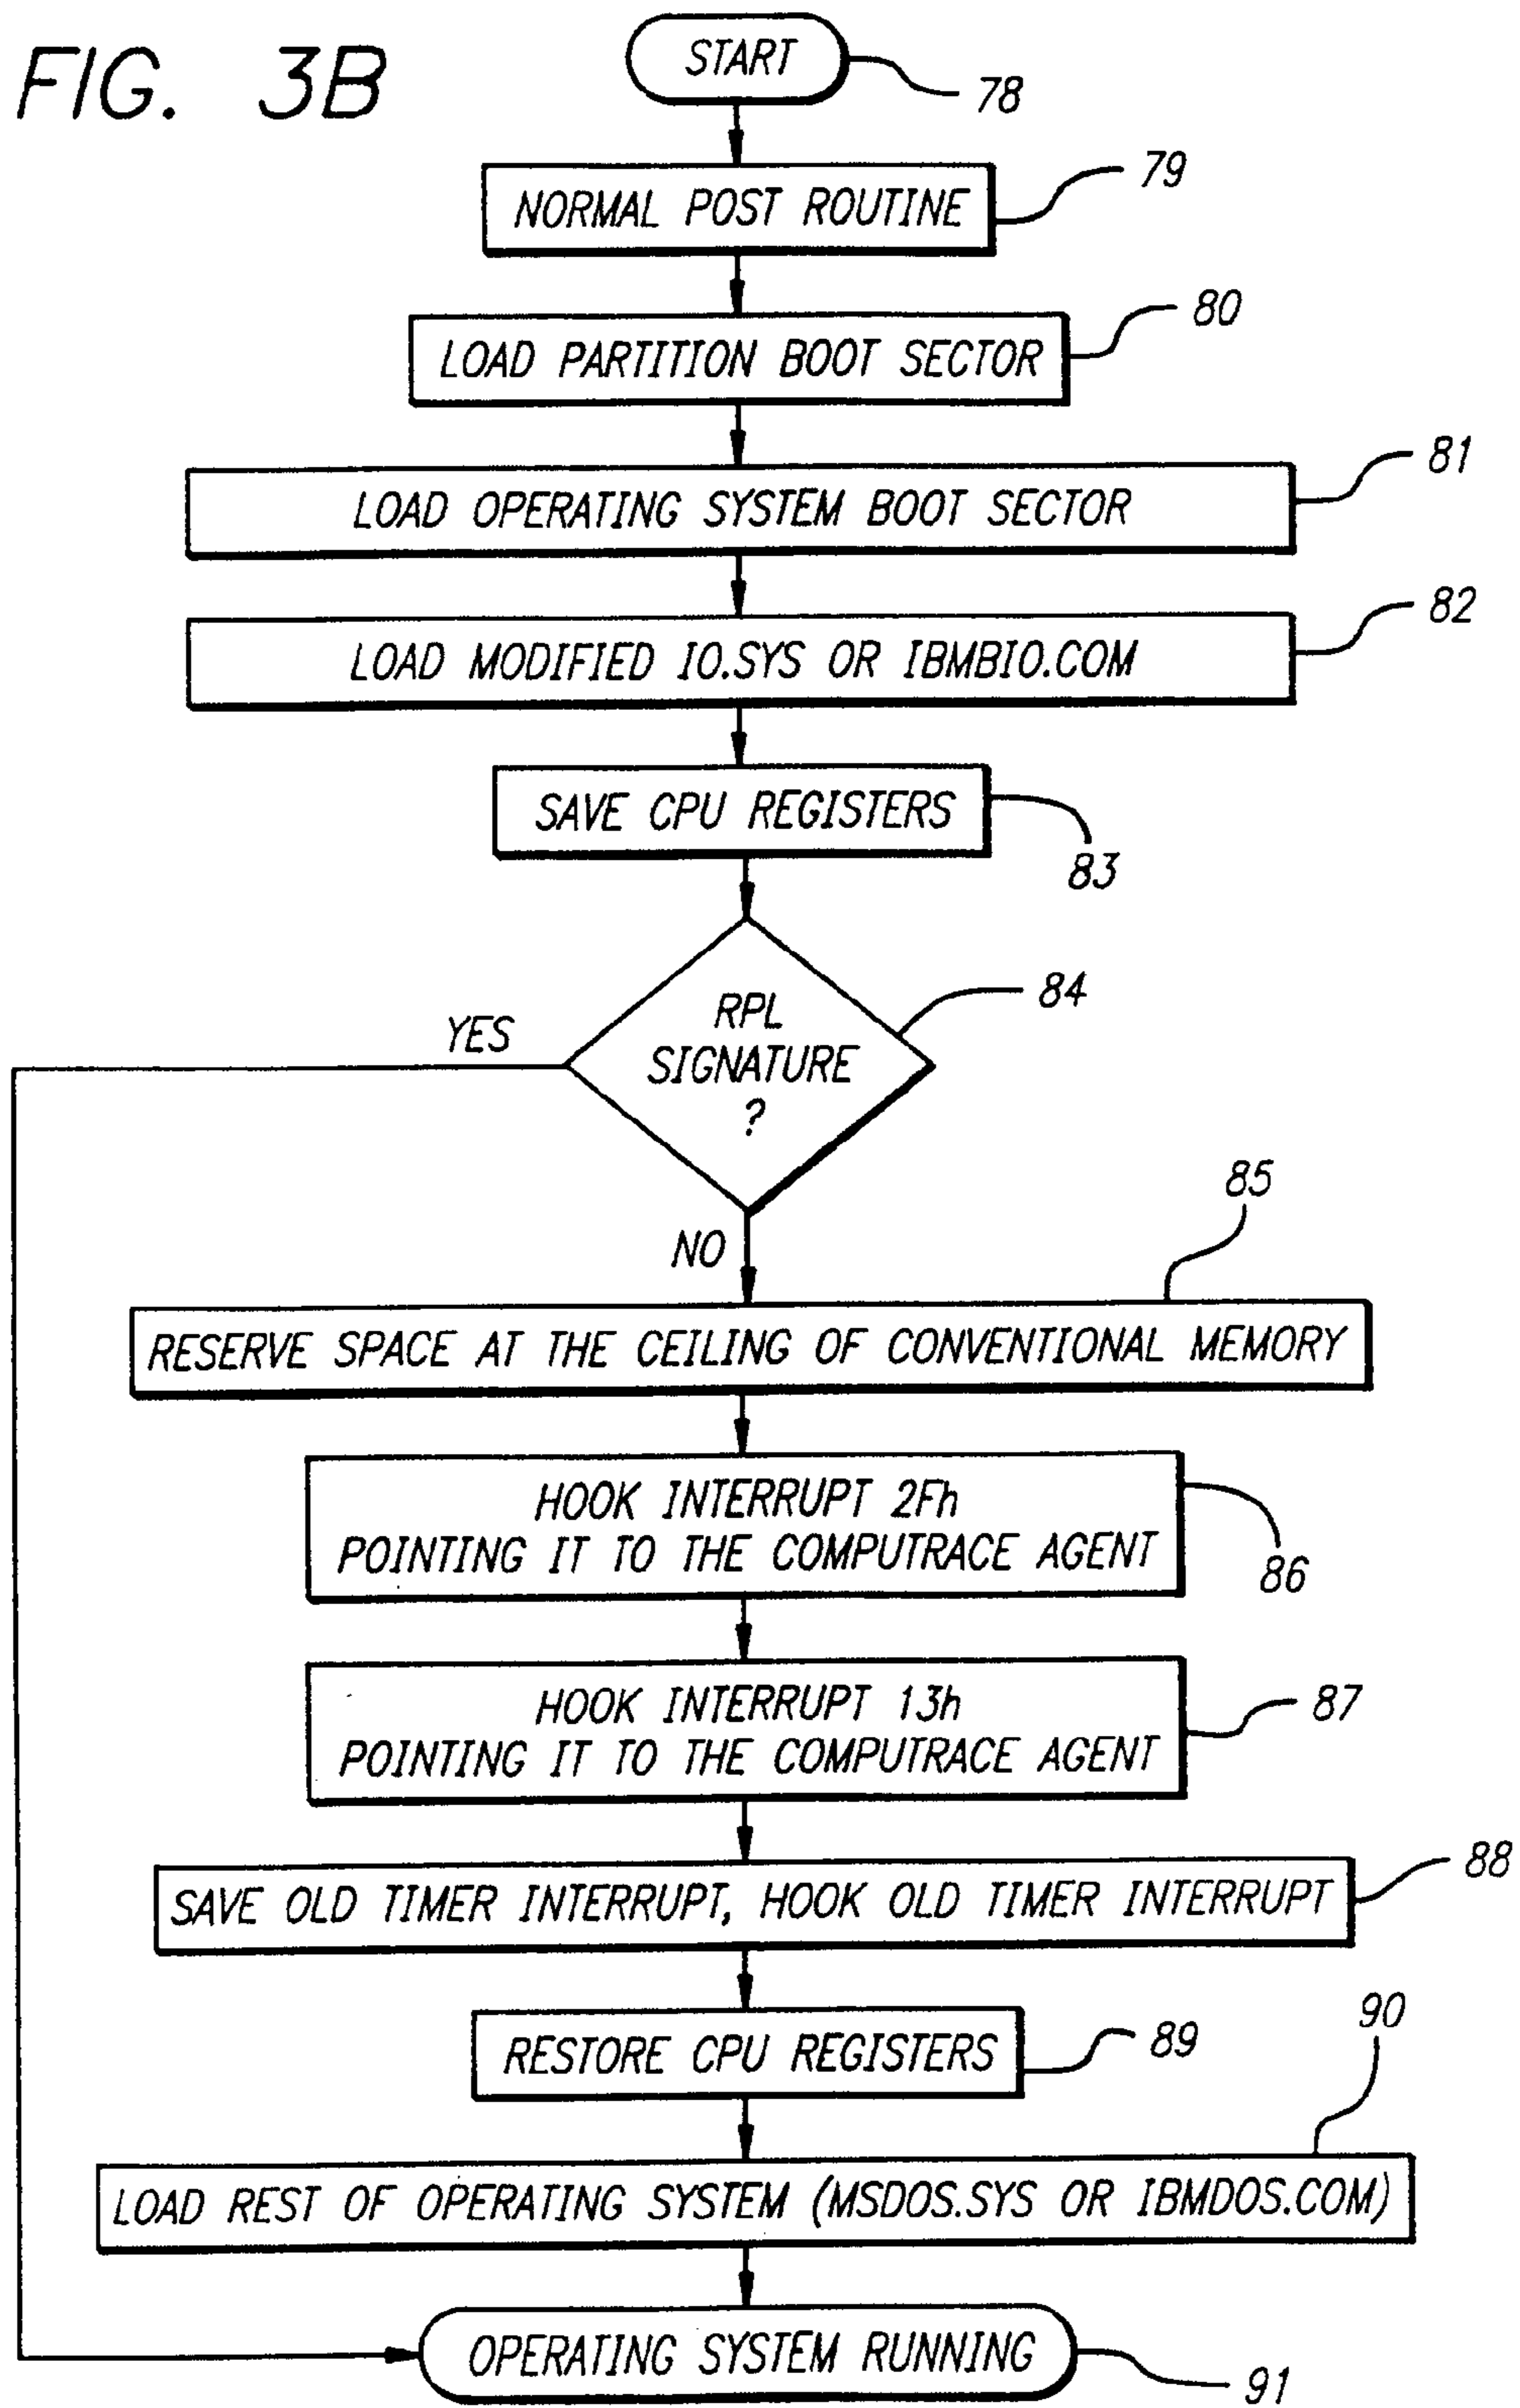 FIG. 3B
START
78
NORMAL POST ROUTINE
79
LOAD PARTITION BOOT SECTOR
80
LOAD OPERATING SYSTEM BOOT SECTOR
81
LOAD MODIFIED IO.SYS OR IBMBIO.COM
82
SAVE CPU REGISTERS
83
RPL
SIGNATURE
?
84
YES
NO
85
RESERVE SPACE AT THE CEILING OF CONVENTIONAL MEMORY
HOOK INTERRUPT 2Fh
POINTING IT TO THE COMPUTRACE AGENT
86
HOOK INTERRUPT 13h
POINTING IT TO THE COMPUTRACE AGENT
87
SAVE OLD TIMER INTERRUPT, HOOK OLD TIMER INTERRUPT
88
RESTORE CPU REGISTERS
89
90
LOAD REST OF OPERATING SYSTEM (MSDOS.SYS OR IBMDOS.COM)
OPERATING SYSTEM RUNNING
91